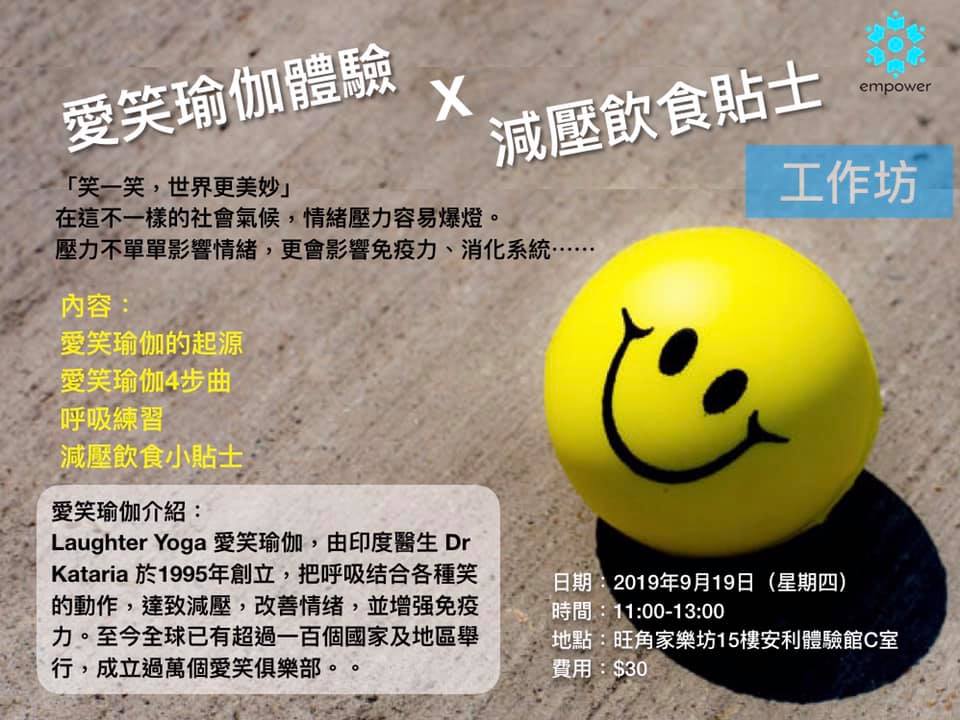 愛笑瑜伽體驗 X 減壓飲食貼士
empower
工作坊
「笑一笑，世界更美妙」
在這不一樣的社會氣候，情緒壓力容易爆燈。
壓力不單單影響情緒，更會影響免疫力、消化系統⋯⋯
內容：
愛笑瑜伽的起源
愛笑瑜伽4步曲
呼吸練習
減壓飲食小貼士
愛笑瑜伽介紹：
Laughter Yoga 愛笑瑜伽，由印度醫生 Dr
Kataria 於1995年創立，把呼吸结合各種笑
的動作，達致減壓，改善情绪，並增强免疫
力。至今全球已有超過一百個國家及地區舉
行，成立過萬個愛笑俱樂部。。
日期：2019年9月19日（星期四）
時間：11:00-13:00
地點：旺角家樂坊15樓安利體驗館C室
費用：$30